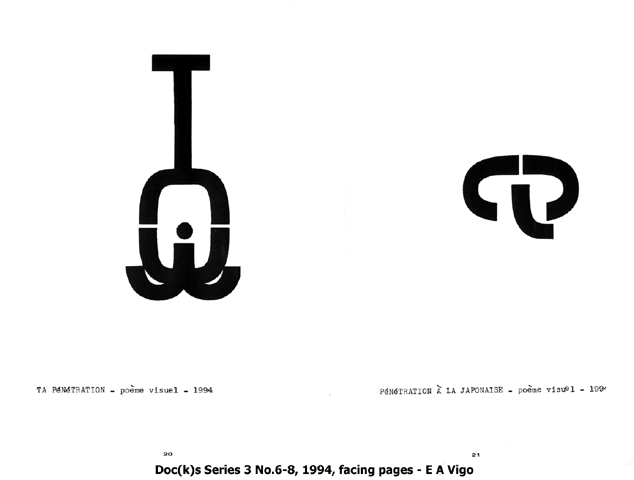 TA PéNéTRATION - poème visuel - 1994
PéNéTRATION À LA JAPONAISE - poème visuel - 1994
20
21
Doc(k)s Series 3 No.6-8, 1994, facing pages - E A Vigo